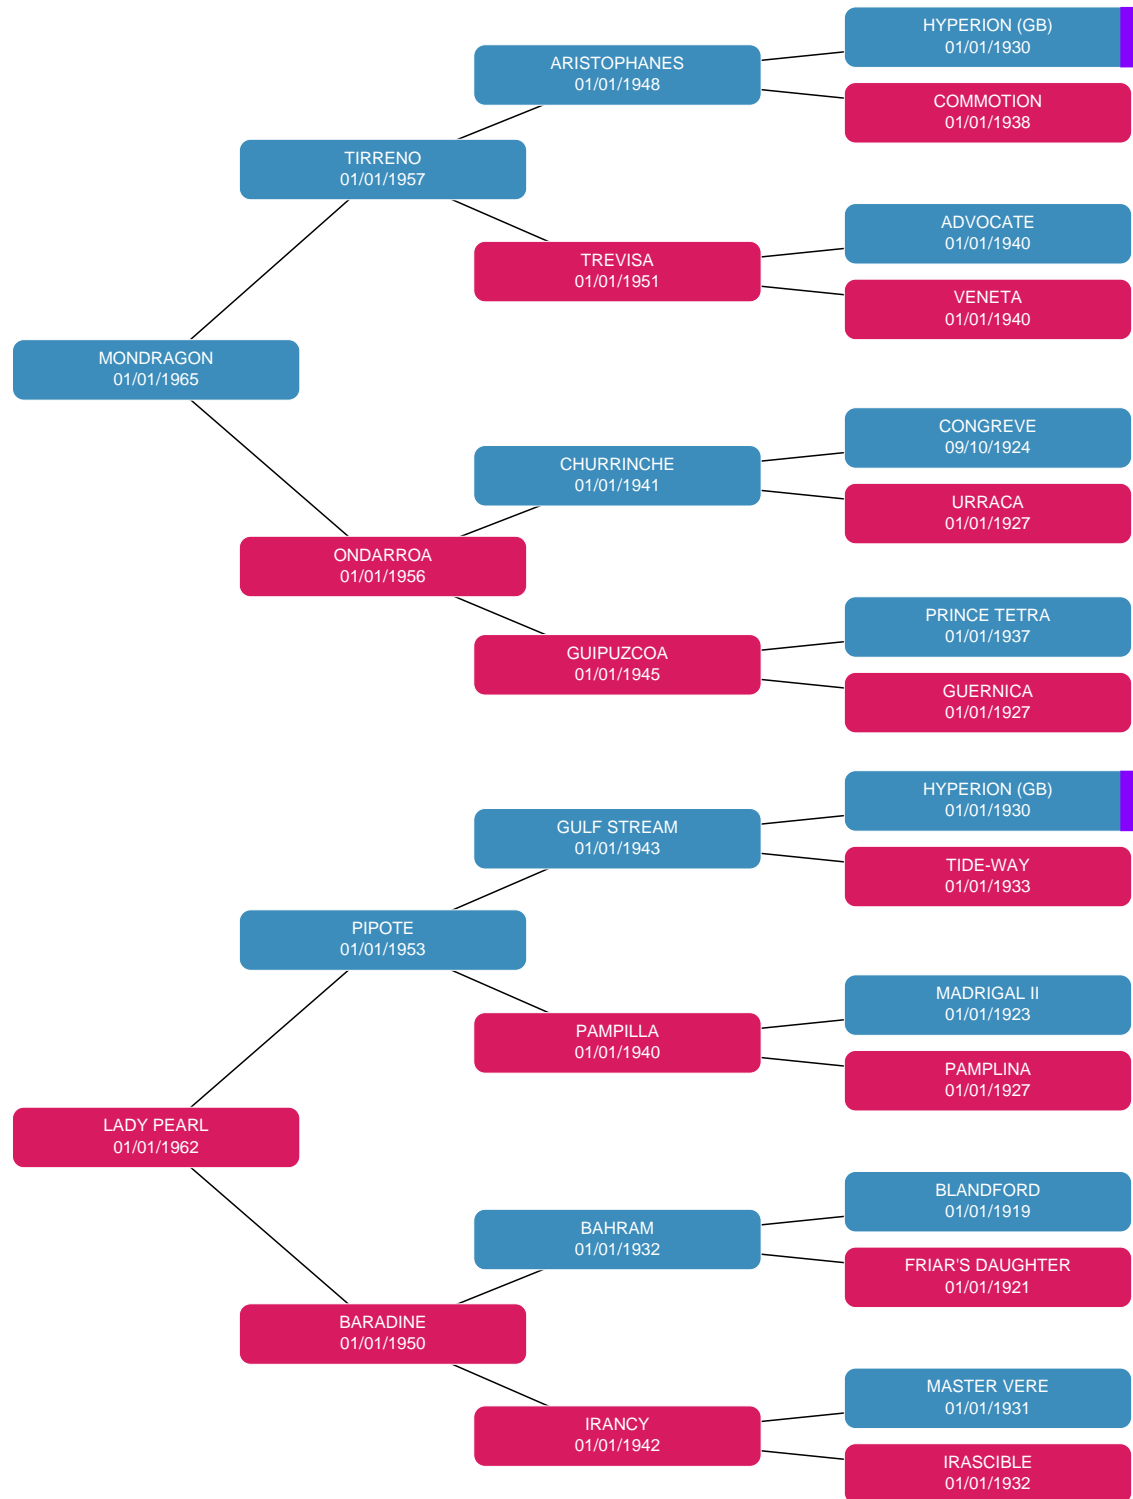 HYPERION (GB)
01/01/1930
ARISTOPHANES
01/01/1948
COMMOTION
01/01/1938
TIRRENO
01/01/1957
ADVOCATE
01/01/1940
TREVISA
01/01/1951
VENETA
01/01/1940
MONDRAGON
01/01/1965
CONGREVE
09/10/1924
CHURRINCHE
01/01/1941
URRACA
01/01/1927
ONDARROA
01/01/1956
PRINCE TETRA
01/01/1937
GUIPUZCOA
01/01/1945
GUERNICA
01/01/1927
HYPERION (GB)
01/01/1930
GULF STREAM
01/01/1943
TIDE-WAY
01/01/1933
PIPOTE
01/01/1953
MADRIGAL II
01/01/1923
PAMPILLA
01/01/1940
PAMPLINA
01/01/1927
LADY PEARL
01/01/1962
BLANDFORD
01/01/1919
BAHRAM
01/01/1932
FRIAR'S DAUGHTER
01/01/1921
BARADINE
01/01/1950
MASTER VERE
01/01/1931
IRANCY
01/01/1942
IRASCIBLE
01/01/1932